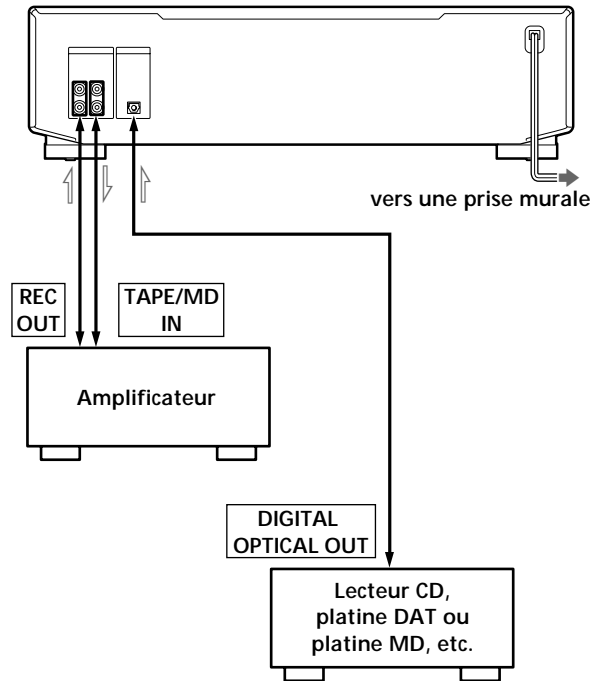 vers une prise murale
REC
OUT
TAPE/MD
IN
Amplificateur
DIGITAL
OPTICAL OUT
Lecteur CD,
platine DAT ou
platine MD, etc.